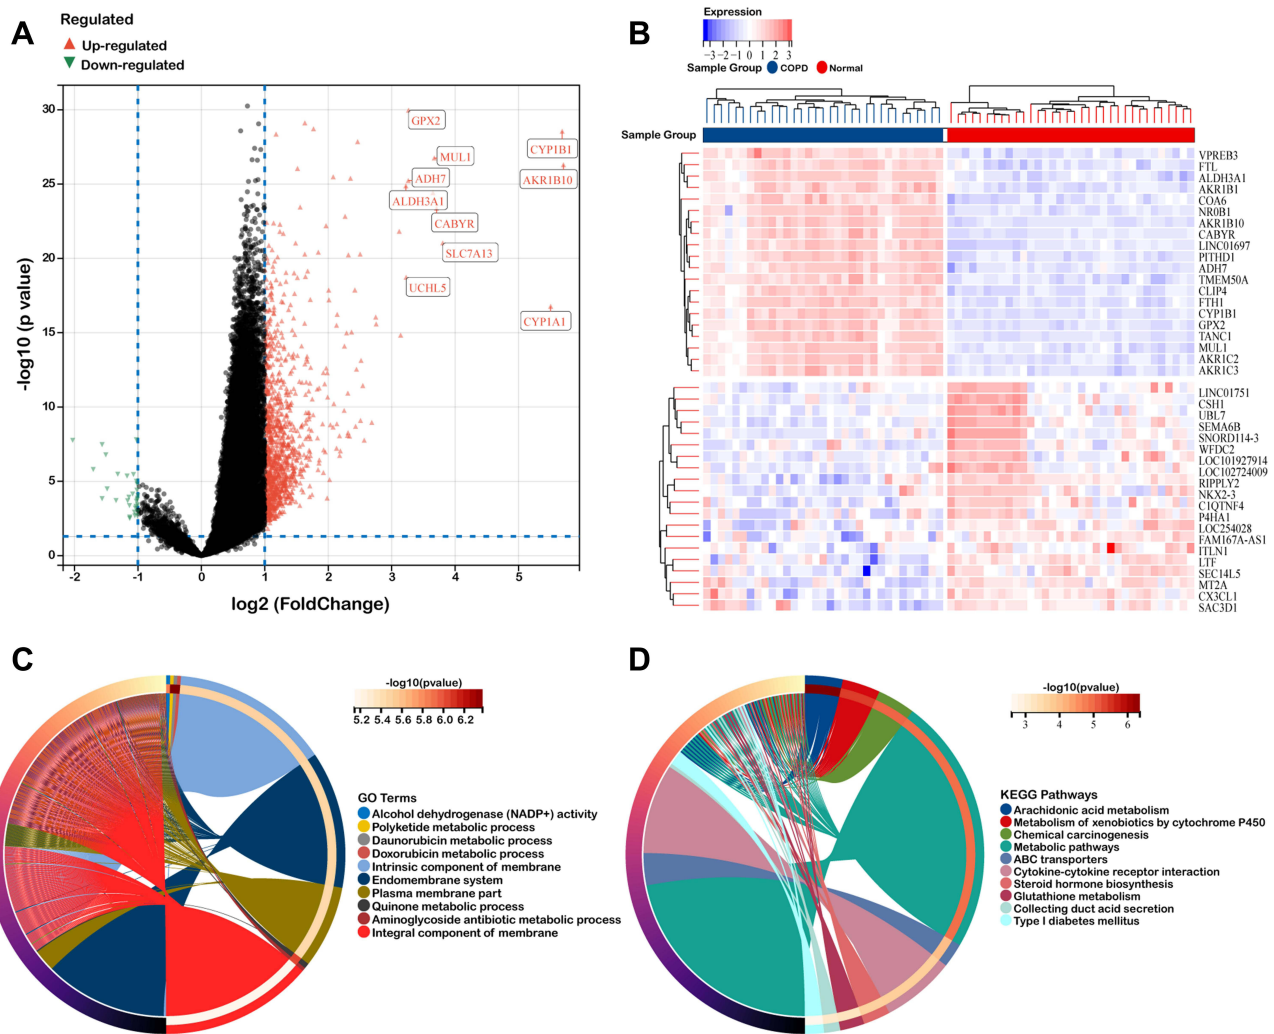 A
Regulated
Up-regulated
Down-regulated
30
25
20
15
10
5
0
-log10 (p value)
-2
-1
0
1
2
3
4
5
log2 (FoldChange)
GPX2
CYP1B1
MUL1
ADH7
AKR1B10
ALDH3A1
CABYR
SLC7A13
UCHL5
CYP1A1
B
Expression
−3 −2 −1 0 1 2 3
Sample Group COPD Normal
Sample Group
VPREB3
FTL
ALDH3A1
AKR1B1
COA6
NR0B1
AKR1B10
CABYR
LINC01697
PITHD1
ADH7
TMEM50A
CLIP4
FTH1
CYP1B1
GPX2
TANC1
MUL1
AKR1C2
AKR1C3
LINC01751
CSH1
UBL7
SEMA6B
SNORD114-3
WFDC2
LOC101927914
LOC102724009
RIPPLY2
NKX2-3
C1QTNF4
P4HA1
LOC254028
FAM167A-AS1
ITLN1
LTF
SEC14L5
MT2A
CX3CL1
SAC3D1
C
-log10(pvalue)
5.2 5.4 5.6 5.8 6.0 6.2
GO Terms
Alcohol dehydrogenase (NADP+) activity
Polyketide metabolic process
Daunorubicin metabolic process
Doxorubicin metabolic process
Intrinsic component of membrane
Endomembrane system
Plasma membrane part
Quinone metabolic process
Aminoglycoside antibiotic metabolic process
Integral component of membrane
D
-log10(pvalue)
3 4 5 6
KEGG Pathways
Arachidonic acid metabolism
Metabolism of xenobiotics by cytochrome P450
Chemical carcinogenesis
Metabolic pathways
ABC transporters
Cytokine-cytokine receptor interaction
Steroid hormone biosynthesis
Glutathione metabolism
Collecting duct acid secretion
Type I diabetes mellitus